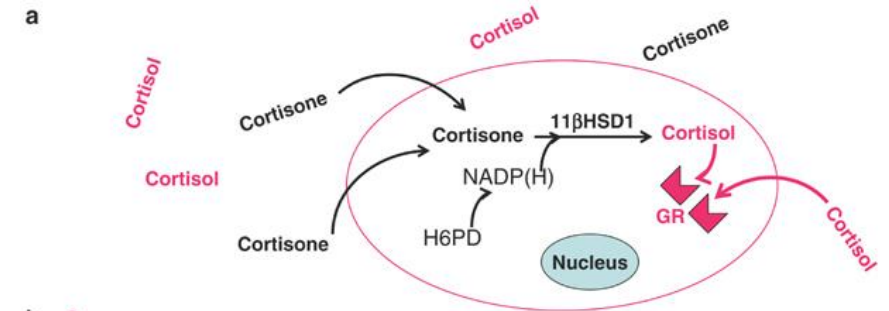 a
Cortisol
Cortisone
Cortisol
Cortisone
Cortisone
11βHSD1
Cortisol
Cortisol
NADP(H)
GR
H6PD
Cortisol
Cortisone
Nucleus